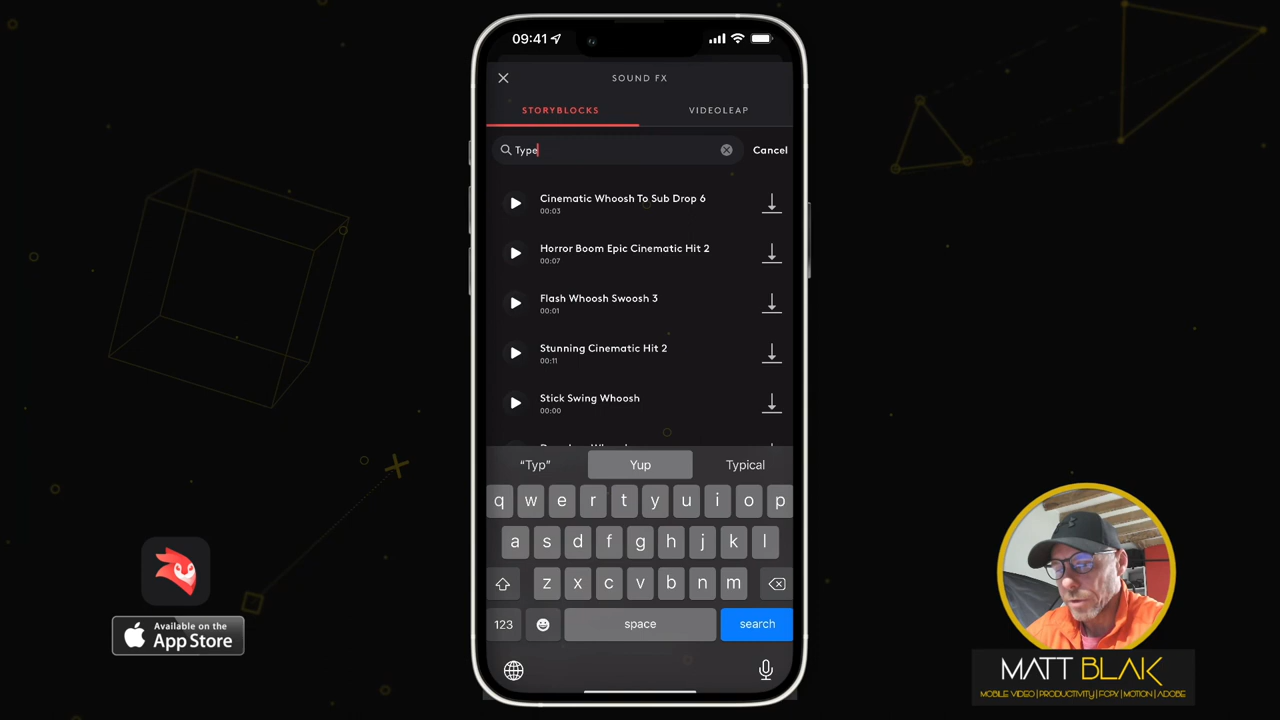 09:41
SOUND FX
STORYBLOCKS
VIDEOLEAP
Type
Cancel
Cinematic Whoosh To Sub Drop 6
00:03
Horror Boom Epic Cinematic Hit 2
00:07
Flash Whoosh Swoosh 3
00:01
Stunning Cinematic Hit 2
00:11
Stick Swing Whoosh
00:00
“Typ”
Yup
Typical
q w e r t y u i o p
a s d f g h j k l
z x c v b n m
123
space
search
Available on the
App Store
MATT BLAK
MOBILE VIDEO | PRODUCTIVITY | FCPX | MOTION | ADOBE